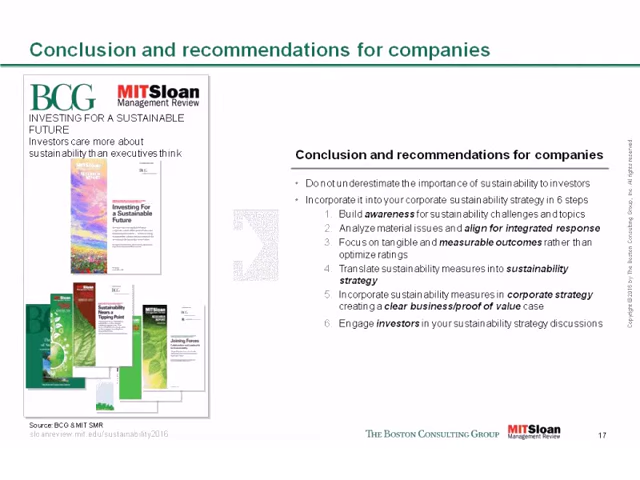 Conclusion and recommendations for companies
BCG
MITSloan
Management Review
INVESTING FOR A SUSTAINABLE
FUTURE
Investors care more about
sustainability than executives think
Investing For
a Sustainable
Future
BCG
Sustainability
Nears a
Tipping Point
Joining Forces
Conclusion and recommendations for companies
• Do not underestimate the importance of sustainability to investors
• Incorporate it into your corporate sustainability strategy in 6 steps
1. Build awareness for sustainability challenges and topics
2. Analyze material issues and align for integrated response
3. Focus on tangible and measurable outcomes rather than
optimize ratings
4. Translate sustainability measures into sustainability
strategy
5. Incorporate sustainability measures in corporate strategy
creating a clear business/proof of value case
6. Engage investors in your sustainability strategy discussions
Source: BCG & MIT SMR
sloanreview.mit.edu/sustainability2016
THE BOSTON CONSULTING GROUP
MITSloan
Management Review
17
Copyright © 2016 by The Boston Consulting Group, Inc. All rights reserved.